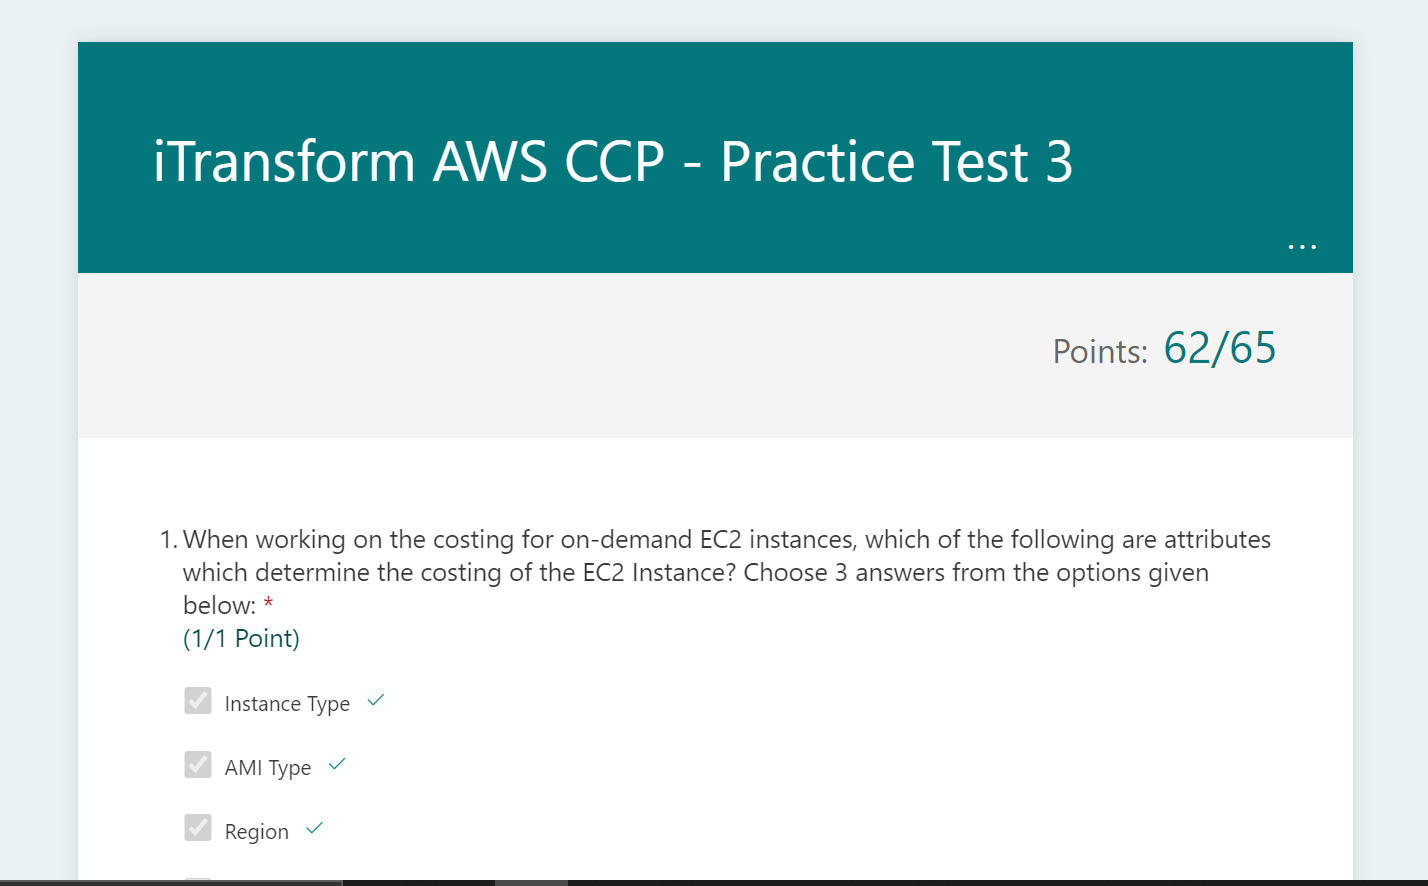 iTransform AWS CCP - Practice Test 3
...
Points: 62/65
1. When working on the costing for on-demand EC2 instances, which of the following are attributes
which determine the costing of the EC2 Instance? Choose 3 answers from the options given
below: *
(1/1 Point)
Instance Type
AMI Type
Region